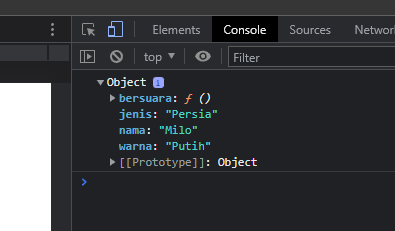 Elements Console Sources Network
top Filter
Object i
bersuara: ƒ ()
jenis: "Persia"
nama: "Milo"
warna: "Putih"
[[Prototype]]: Object